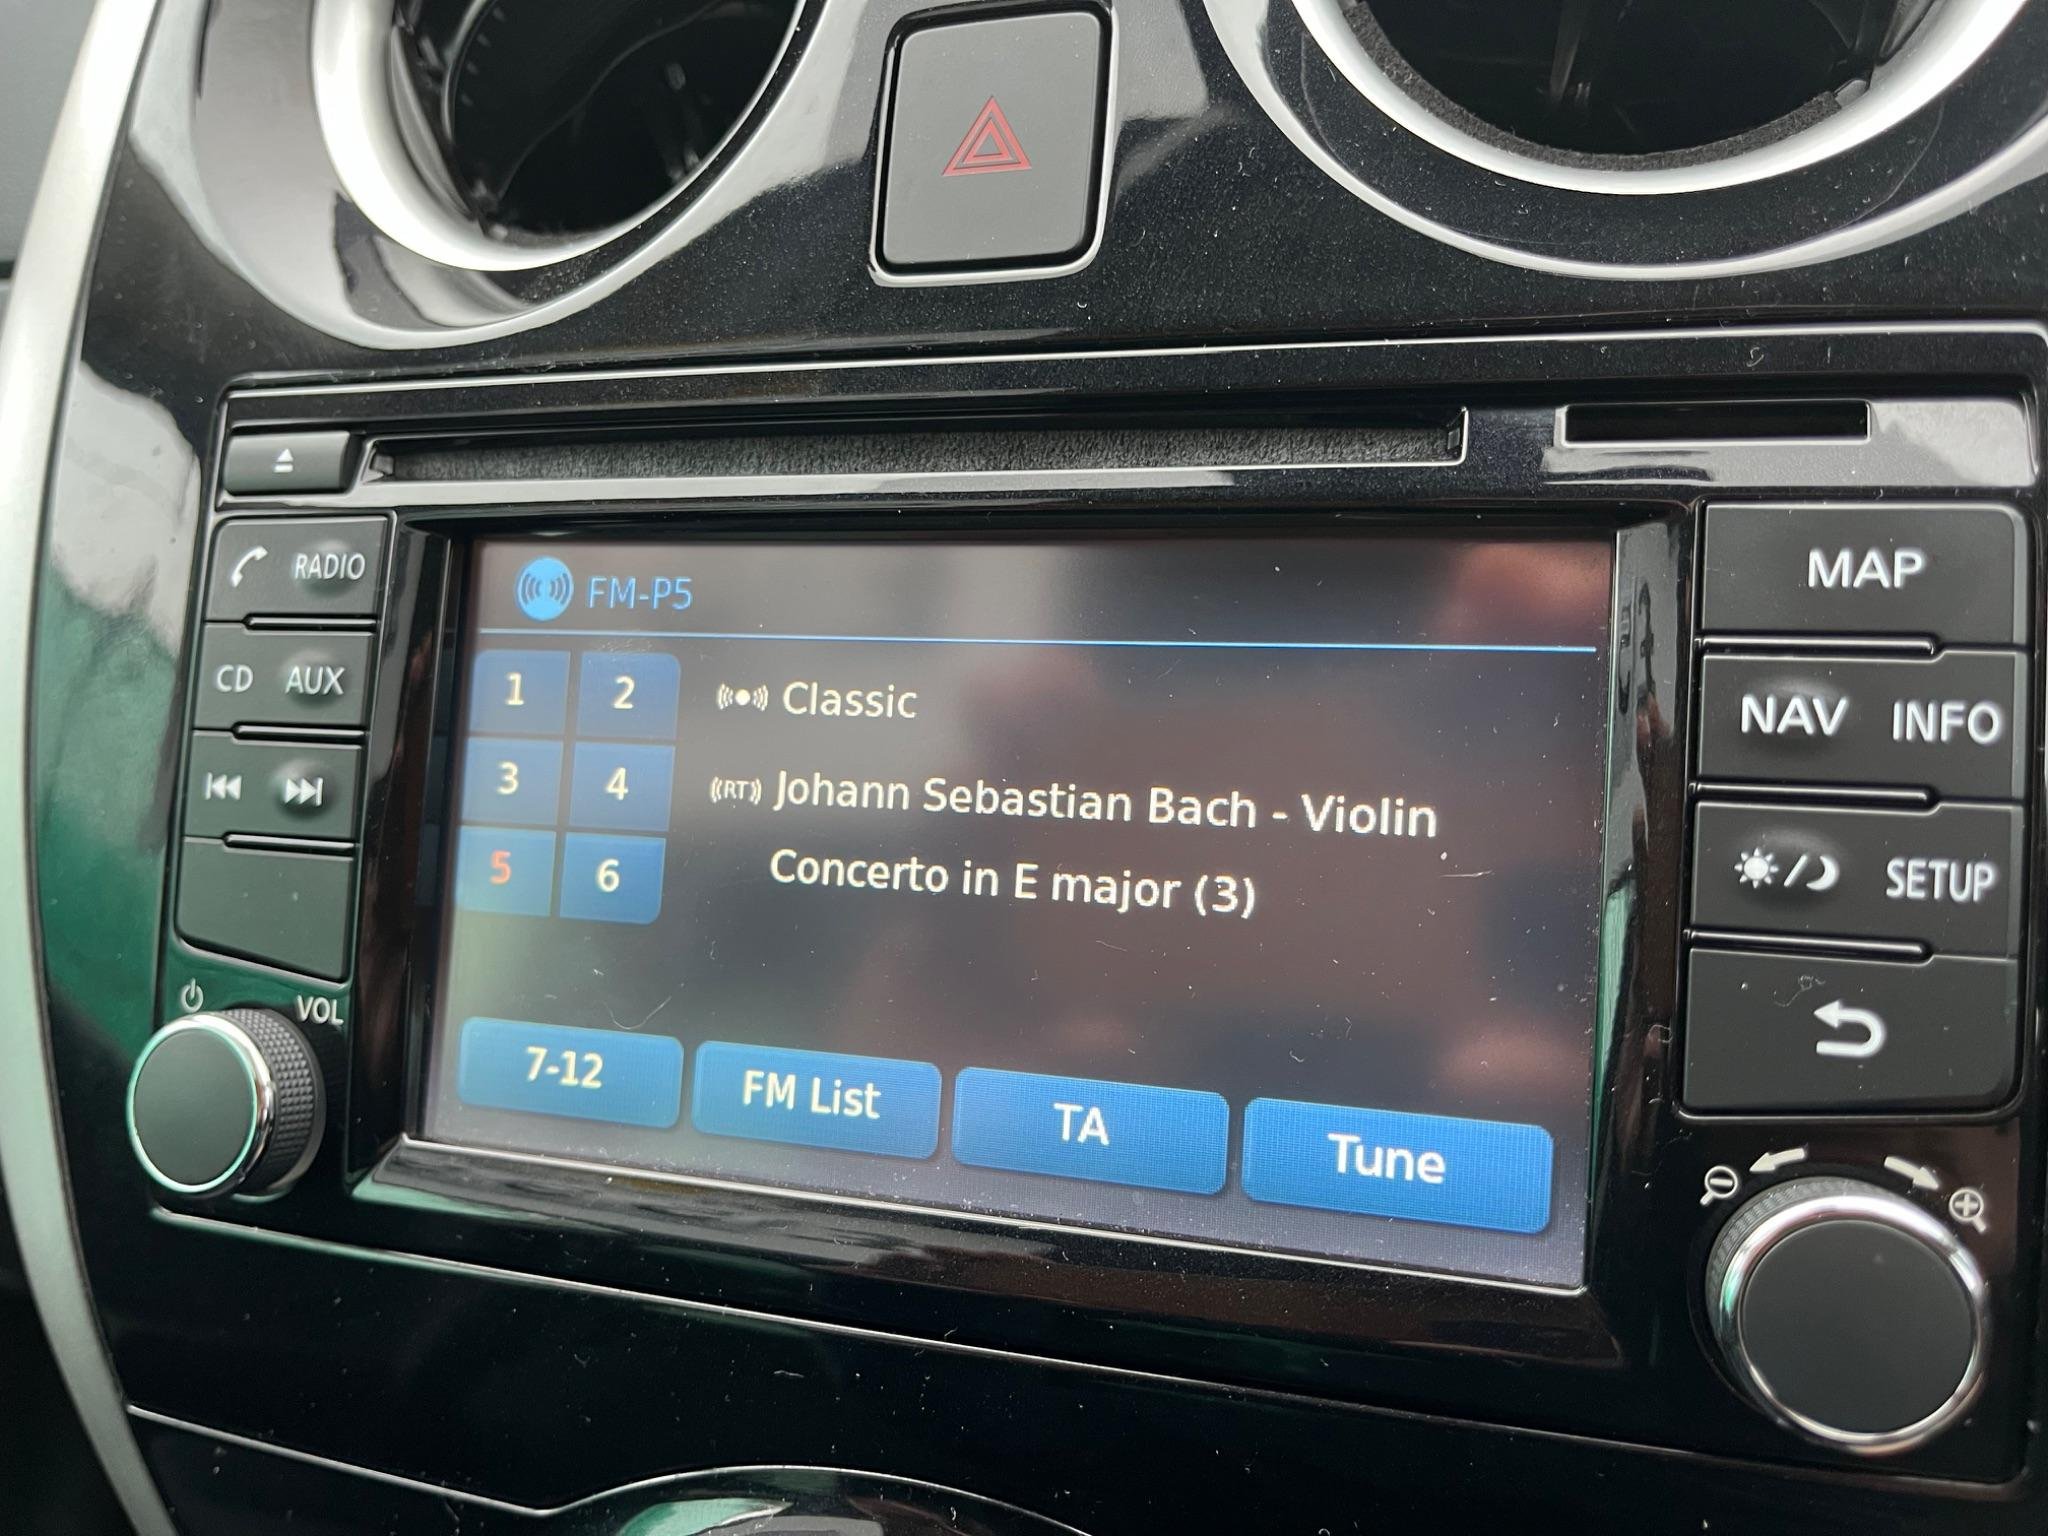 RADIO
CD AUX
VOL
FM-P5
1 2
3 4
5 6
Classic
RT Johann Sebastian Bach - Violin
Concerto in E major (3)
7-12 FM List TA Tune
MAP
NAV INFO
SETUP